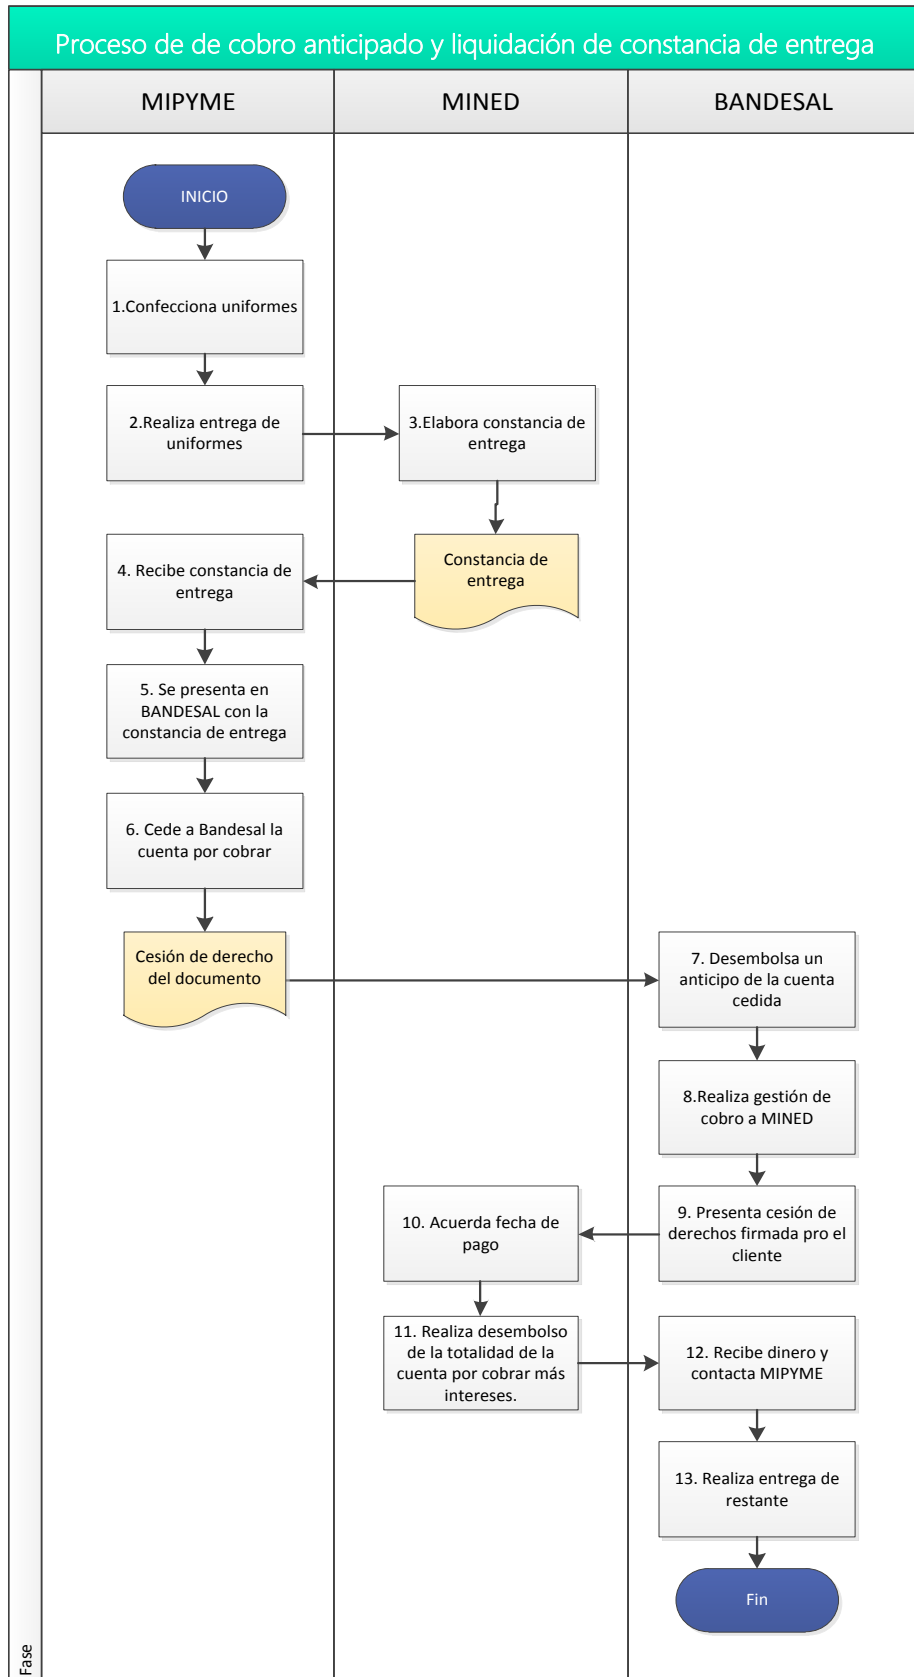 Proceso de de cobro anticipado y liquidación de constancia de entrega
MIPYME
MINED
BANDESAL
INICIO
1.Confecciona uniformes
2.Realiza entrega de
uniformes
3.Elabora constancia de
entrega
Constancia de
entrega
4. Recibe constancia de
entrega
5. Se presenta en
BANDESAL con la
constancia de entrega
6. Cede a Bandesal la
cuenta por cobrar
Cesión de derecho
del documento
7. Desembolsa un
anticipo de la cuenta
cedida
8.Realiza gestión de
cobro a MINED
9. Presenta cesión de
derechos firmada pro el
cliente
10. Acuerda fecha de
pago
11. Realiza desembolso
de la totalidad de la
cuenta por cobrar más
intereses.
12. Recibe dinero y
contacta MIPYME
13. Realiza entrega de
restante
Fin
Fase